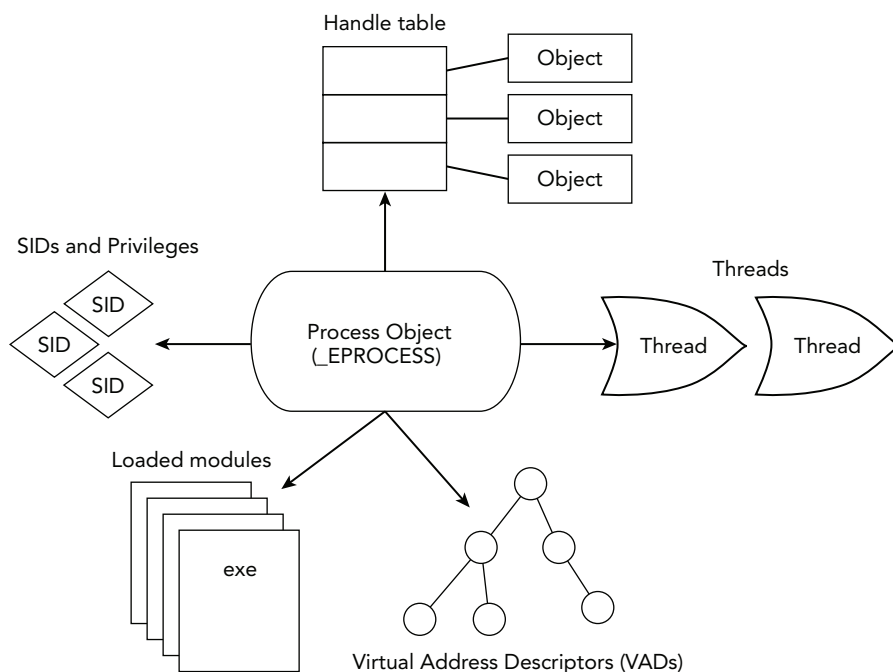 Handle table
Object
Object
Object
SIDs and Privileges
SID
SID
SID
Process Object
(_EPROCESS)
Threads
Thread
Thread
Loaded modules
exe
Virtual Address Descriptors (VADs)